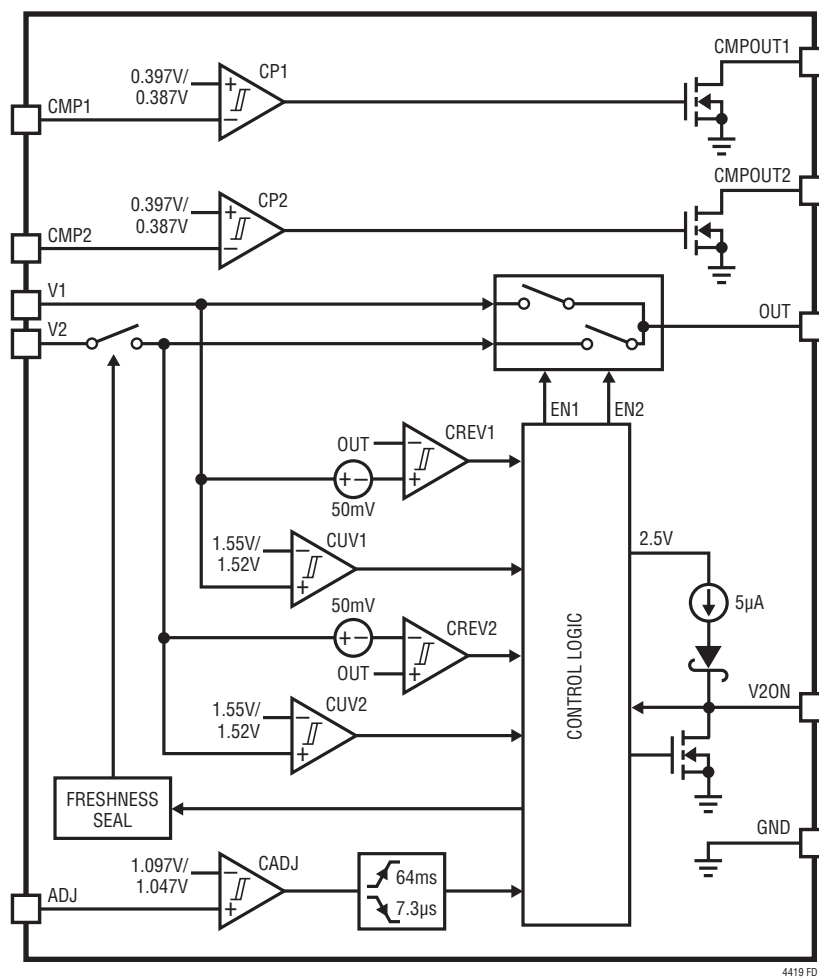 CMPOUT1
CP1
0.397V/
0.387V
+
−
CMP1
CMPOUT2
CP2
0.397V/
0.387V
+
−
CMP2
V1
V2
OUT
EN1
EN2
CREV1
OUT
−
+
+ −
50mV
CUV1
1.55V/
1.52V
−
+
2.5V
5µA
50mV
+ −
CREV2
−
+
OUT
CUV2
1.55V/
1.52V
−
+
CONTROL LOGIC
V2ON
FRESHNESS
SEAL
GND
CADJ
1.097V/
1.047V
−
+
ADJ
64ms
7.3µs
4419 FD